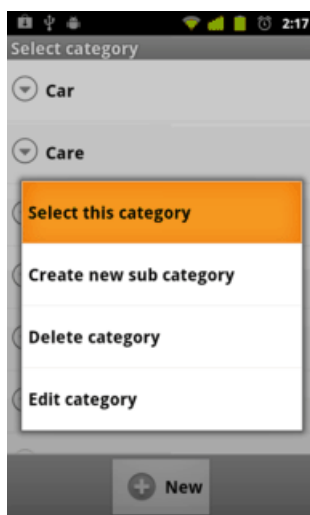 2:17
Select category
Car
Care
Select this category
Create new sub category
Delete category
Edit category
New